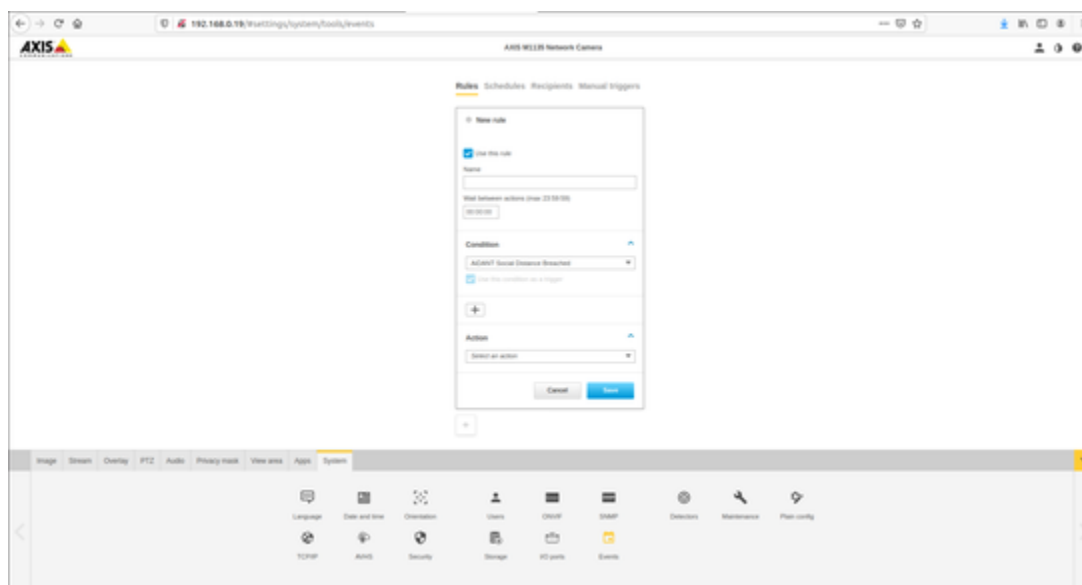 192.168.0.19/#settings/system/tools/events
AXIS
COMMUNICATIONS
AXIS M1135 Network Camera
Rules Schedules Recipients Manual triggers
New rule
Use this rule
Name
Wait between actions (max 23:59:59)
00:00:00
Condition
Social Distance Breached
Use this condition as a trigger
Action
Select an action
Cancel Save
Image Stream Overlay PTZ Audio Privacy mask View area Apps System
Language Date and time Orientation Users ONVIF SNMP Detectors Maintenance Plain config
TCP/IP AVHS Security Storage I/O ports Events